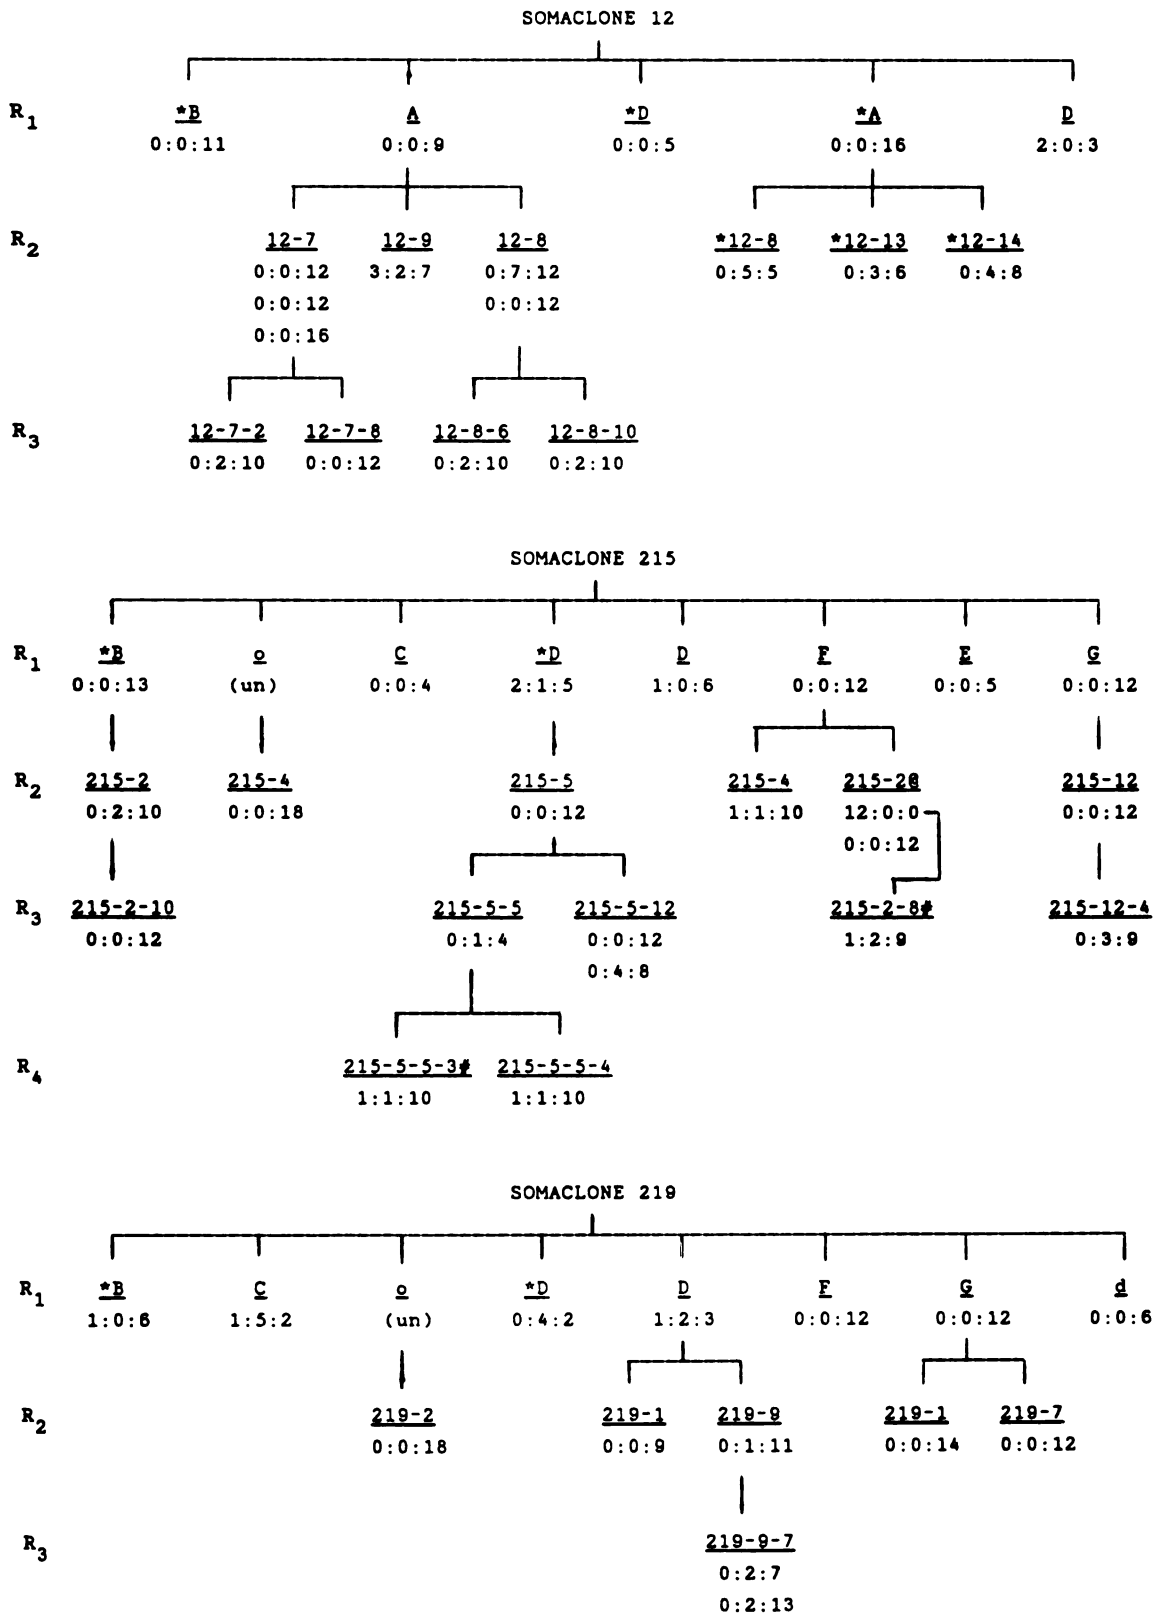 SOMACLONE 12
R1 *B A *D *A D
0:0:11 0:0:9 0:0:5 0:0:16 2:0:3
R2 12-7 12-9 12-8 *12-8 *12-13 *12-14
0:0:12 3:2:7 0:7:12 0:5:5 0:3:6 0:4:8
0:0:12 0:0:12
0:0:16
R3 12-7-2 12-7-8 12-8-6 12-8-10
0:2:10 0:0:12 0:2:10 0:2:10
SOMACLONE 215
R1 *B o C *D D F E G
0:0:13 (un) 0:0:4 2:1:5 1:0:6 0:0:12 0:0:5 0:0:12
R2 215-2 215-4 215-5 215-4 215-2@ 215-12
0:2:10 0:0:18 0:0:12 1:1:10 12:0:0 0:0:12
0:0:12
R3 215-2-10 215-5-5 215-5-12 215-2-8# 215-12-4
0:0:12 0:1:4 0:0:12 1:2:9 0:3:9
0:4:8
R4 215-5-5-3# 215-5-5-4
1:1:10 1:1:10
SOMACLONE 219
R1 *B C o *D D F G d
1:0:6 1:5:2 (un) 0:4:2 1:2:3 0:0:12 0:0:12 0:0:6
R2 219-2 219-1 219-9 219-1 219-7
0:0:18 0:0:9 0:1:11 0:0:14 0:0:12
R3 219-9-7
0:2:7
0:2:13